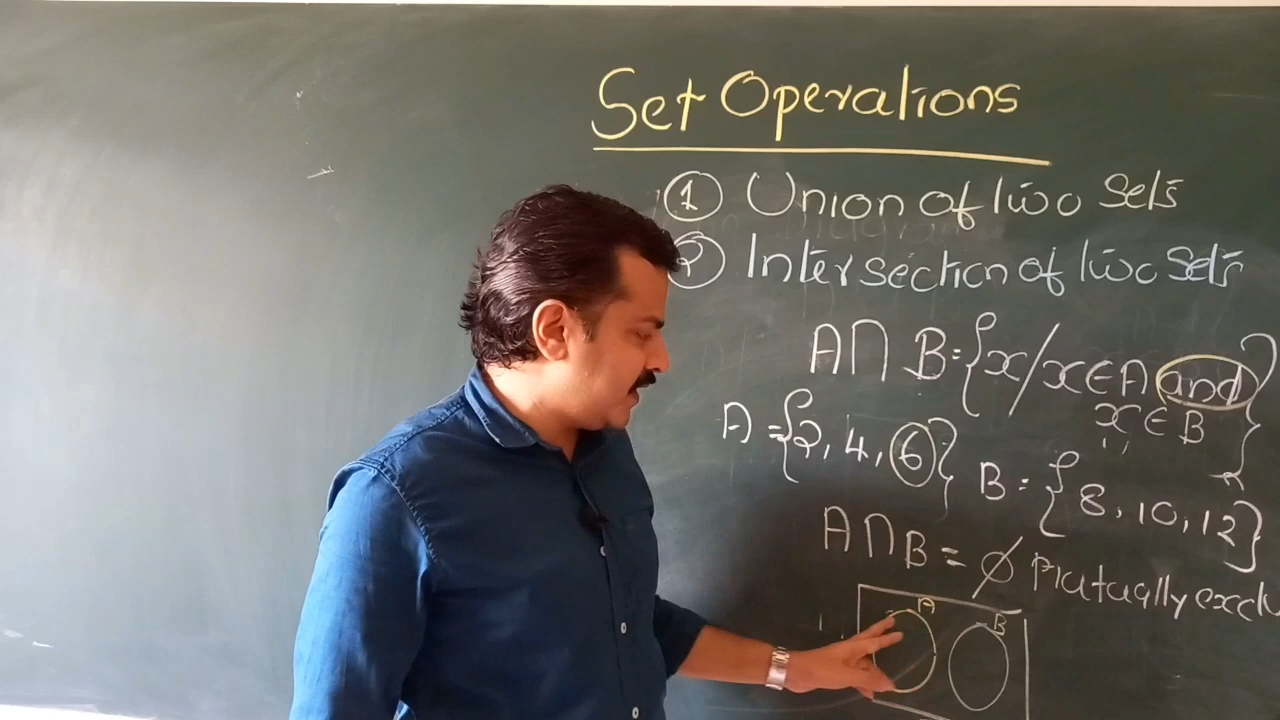 Set Operations
① Union of two Sets
② Intersection of two Sets
A∩B={x/x∈A and
x∈B}
A={2,4,6} B={8,10,12}
A∩B=∅ Mutually exclu
A B